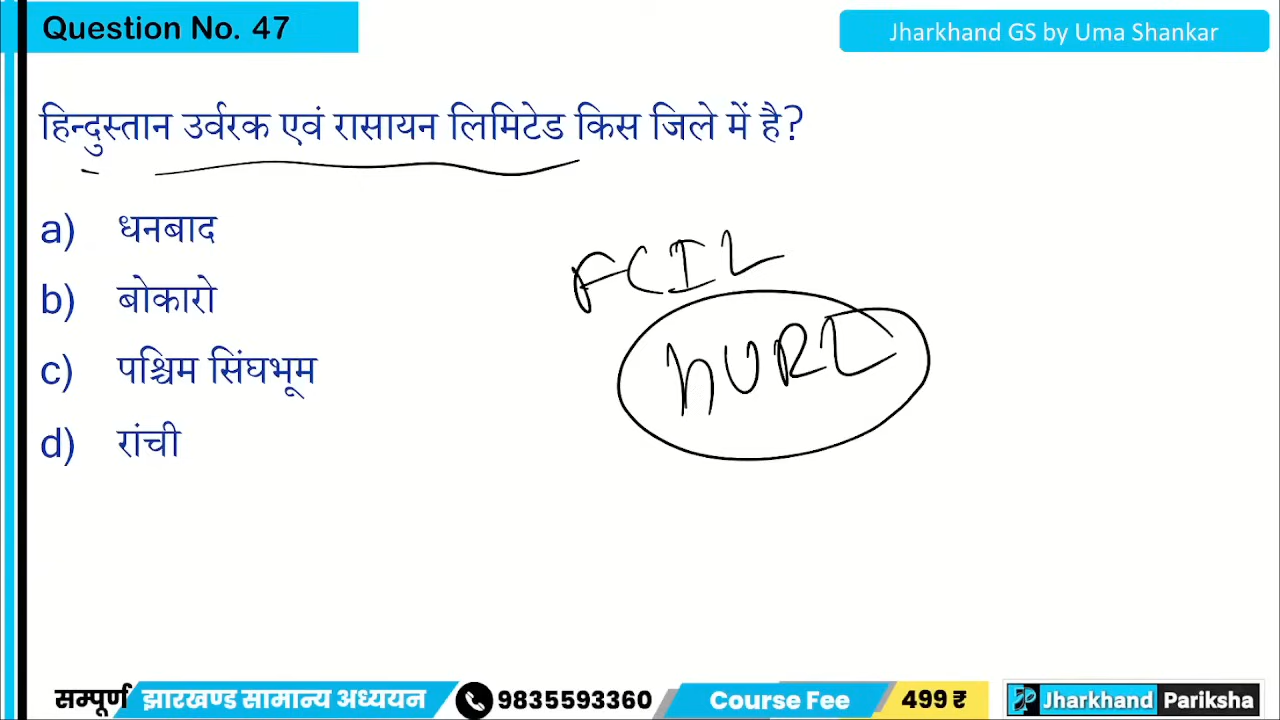 Question No. 47
Jharkhand GS by Uma Shankar
हिन्दुस्तान उर्वरक एवं रासायन लिमिटेड किस जिले में है?
a) धनबाद
b) बोकारो
c) पश्चिम सिंघभूम
d) रांची
FCIL
HURL
सम्पूर्ण झारखण्ड सामान्य अध्ययन 9835593360 Course Fee 499 ₹ JP Jharkhand Pariksha